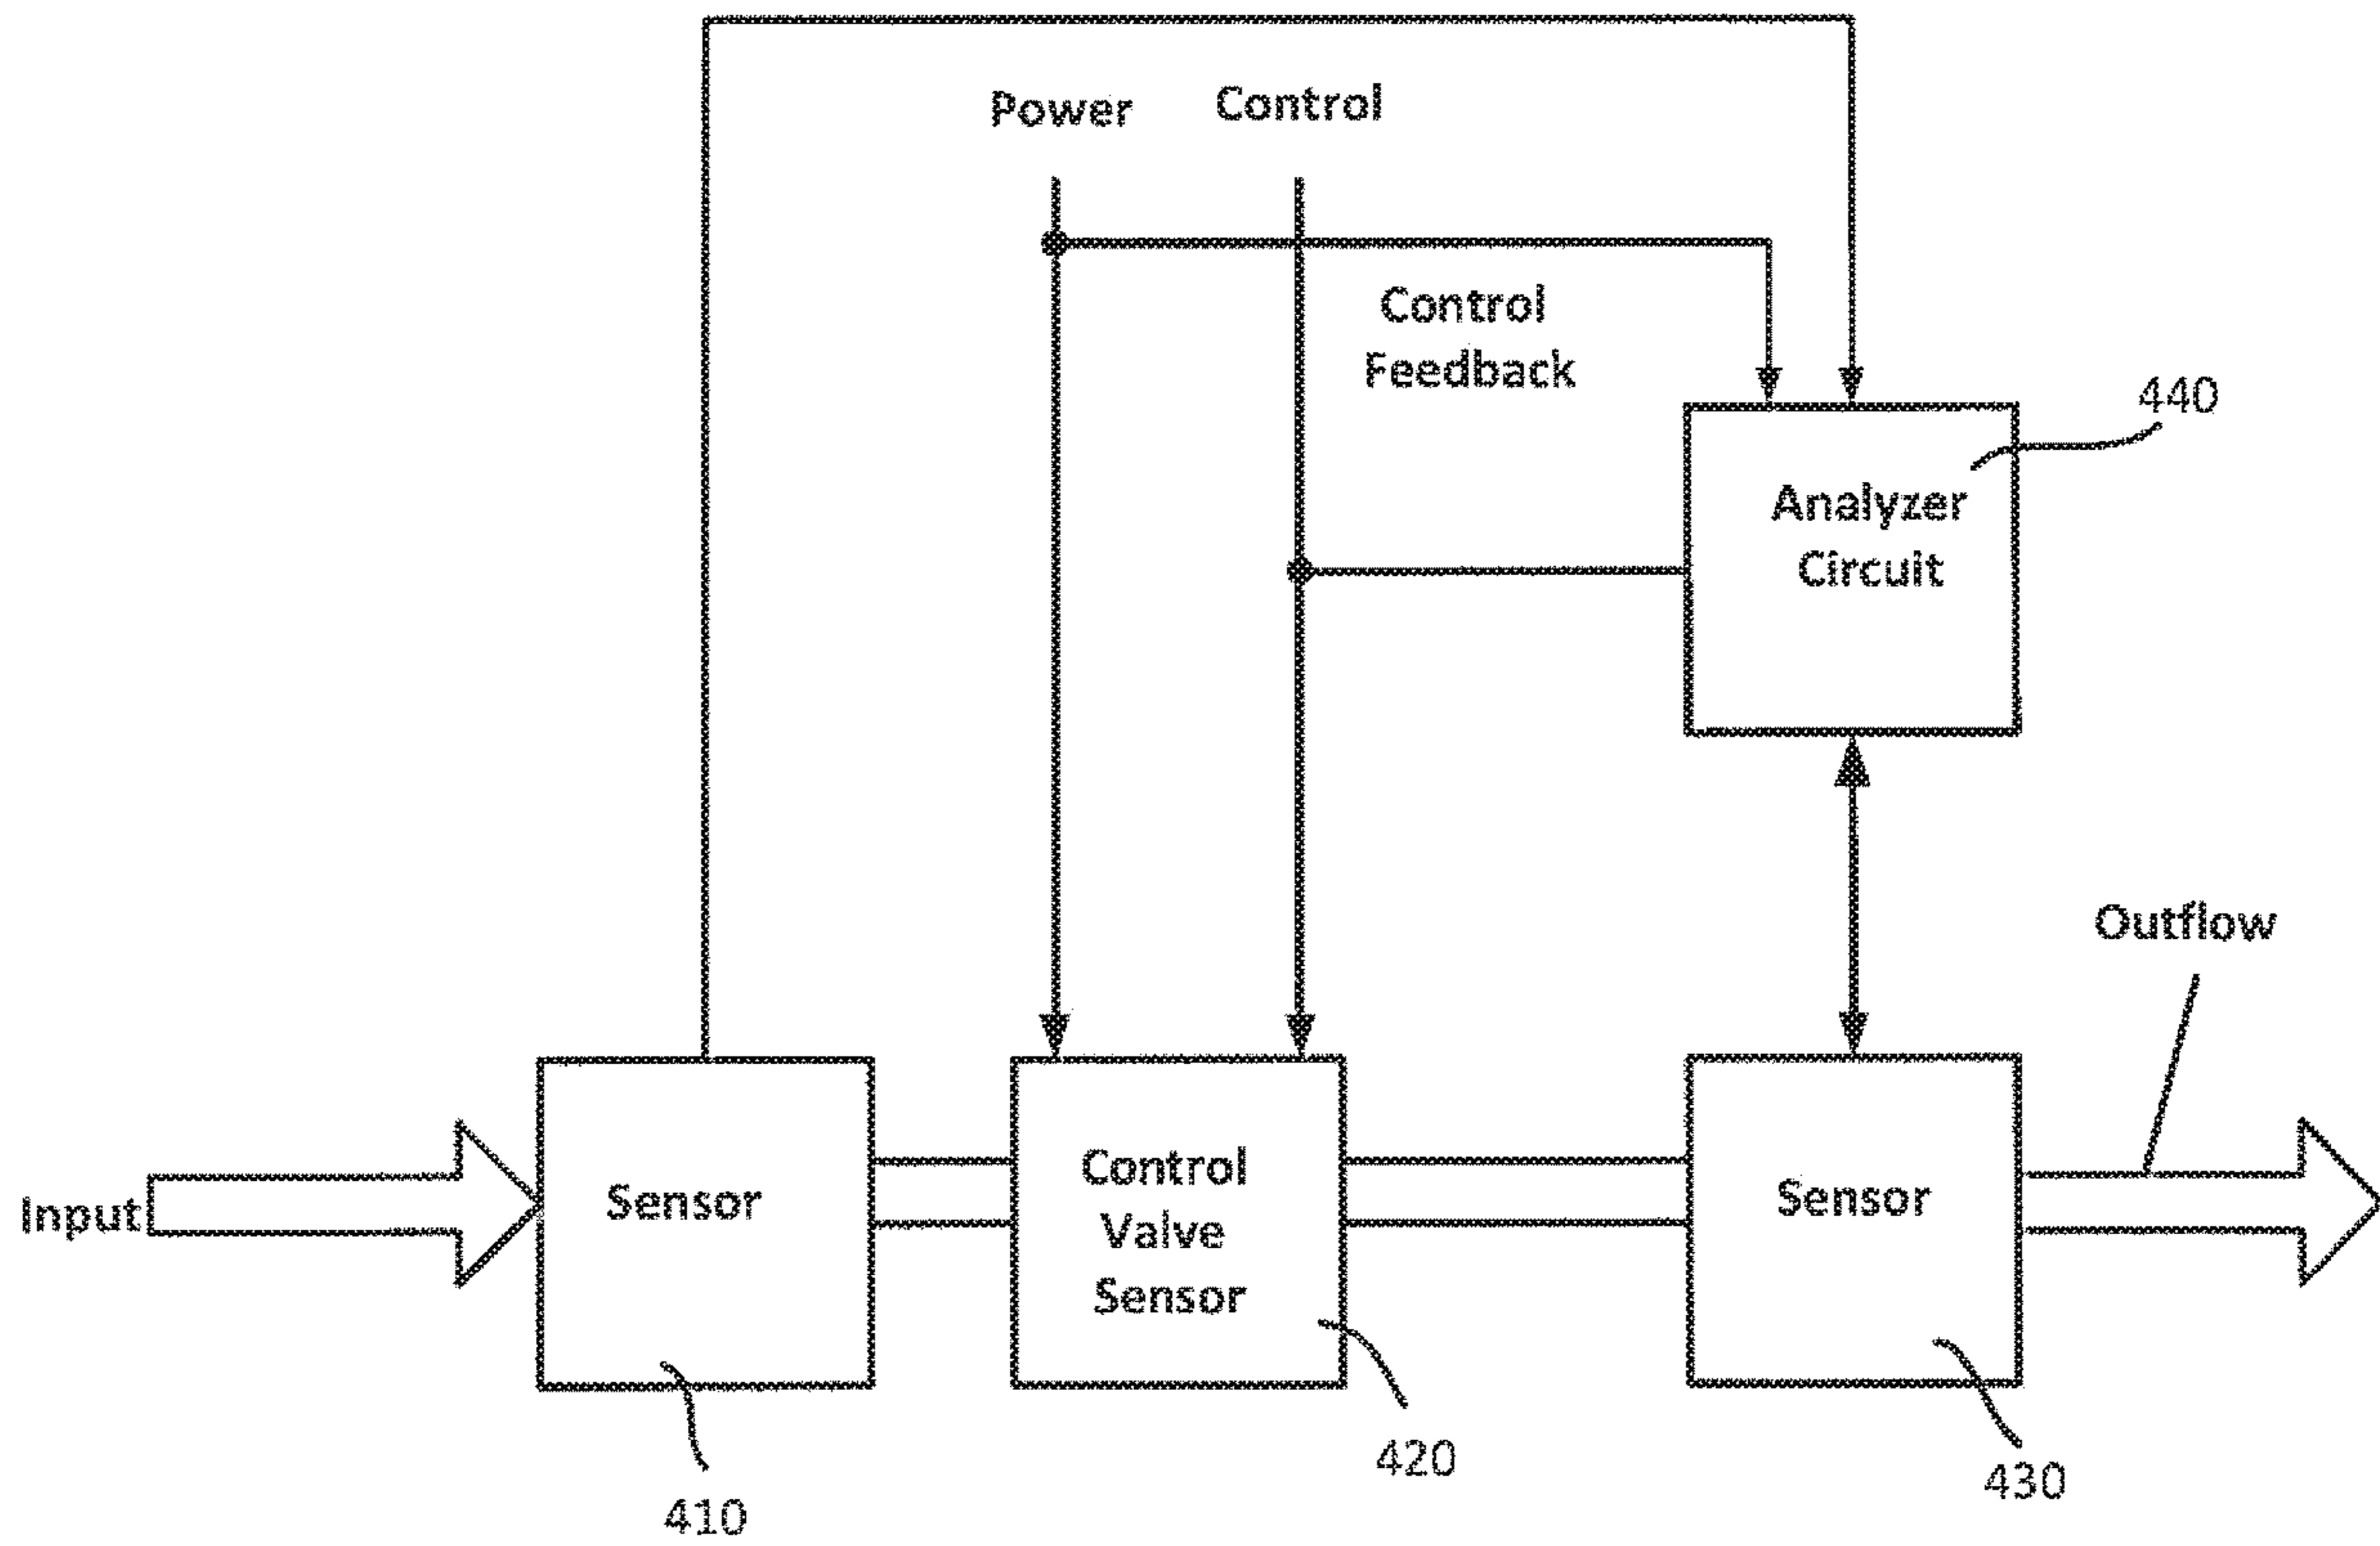 Power
Control
Control
Feedback
440
Analyzer
Circuit
Outflow
Input
Sensor
Control
Valve
Sensor
Sensor
410
420
430